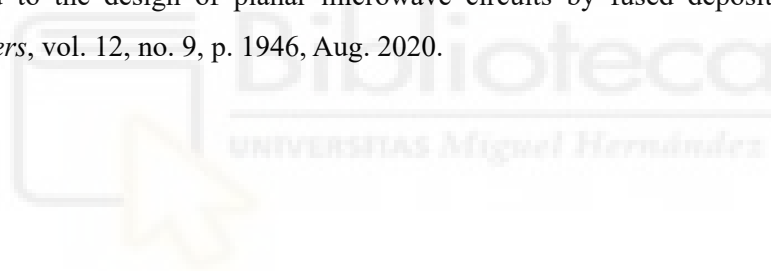 to the design of planar microwave circuits by fused deposit
ers, vol. 12, no. 9, p. 1946, Aug. 2020.
Biblioteca
UNIVERSITAS Miguel Hernández